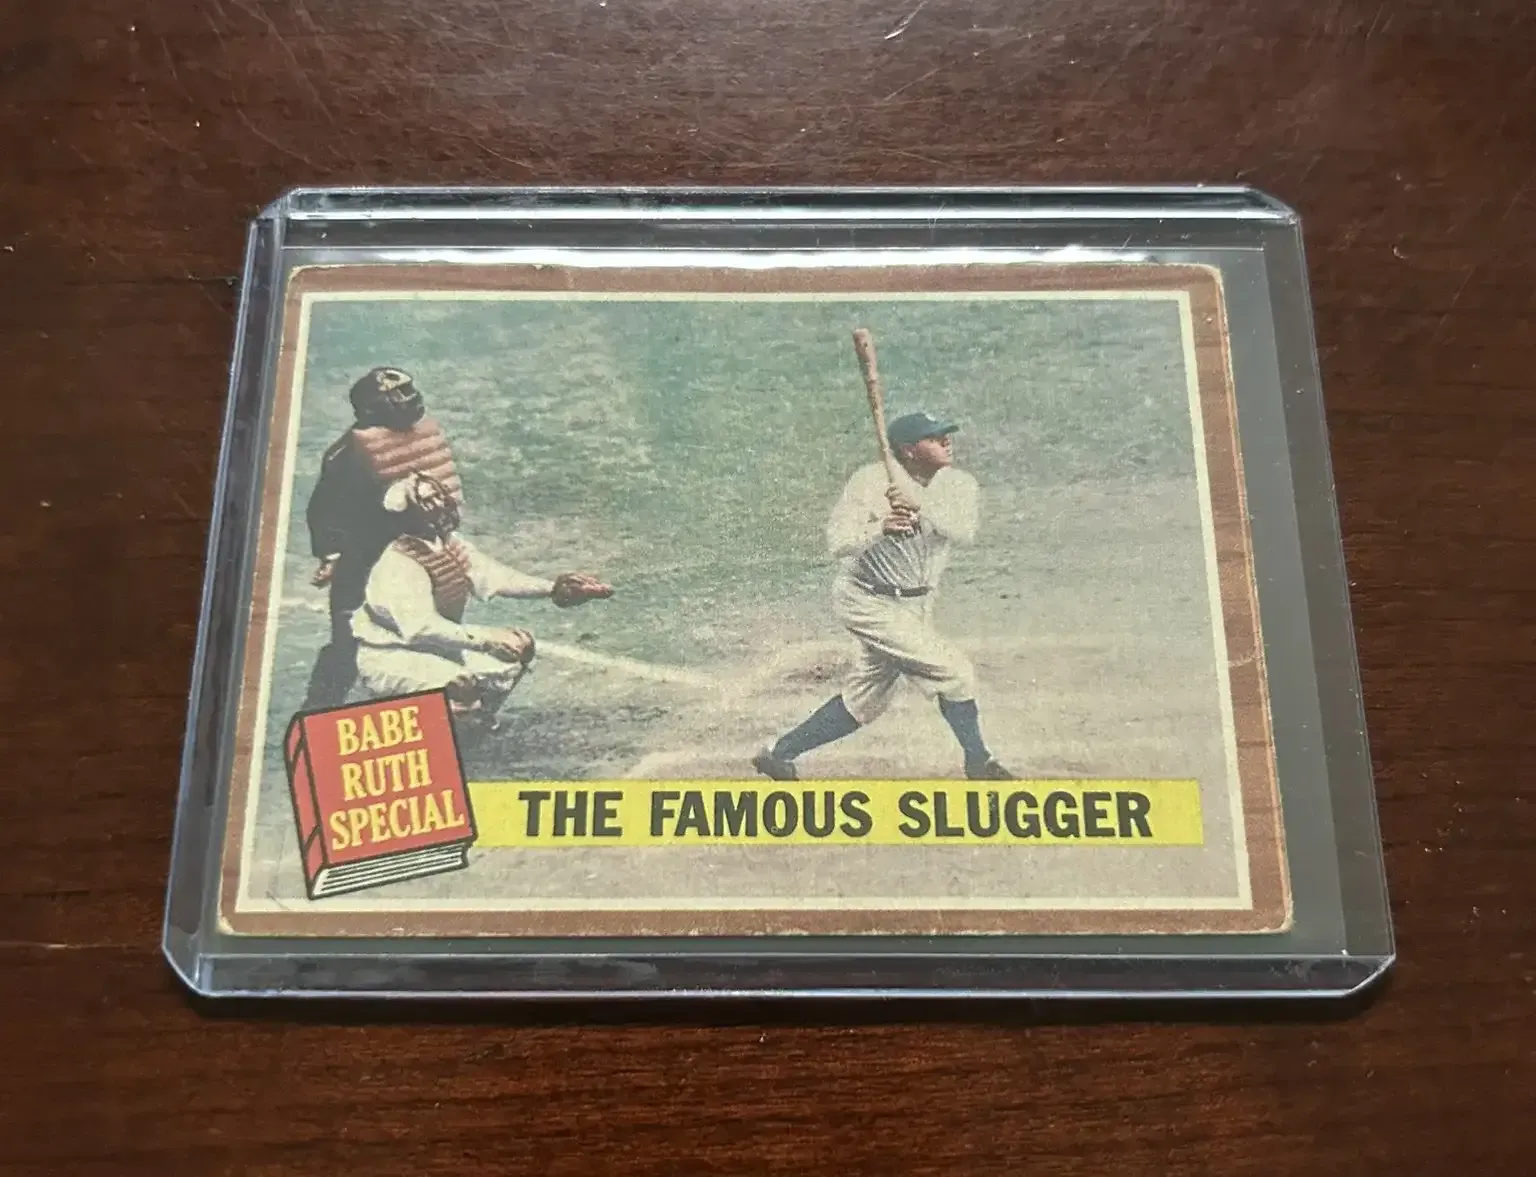 BABE
RUTH
SPECIAL
THE FAMOUS SLUGGER